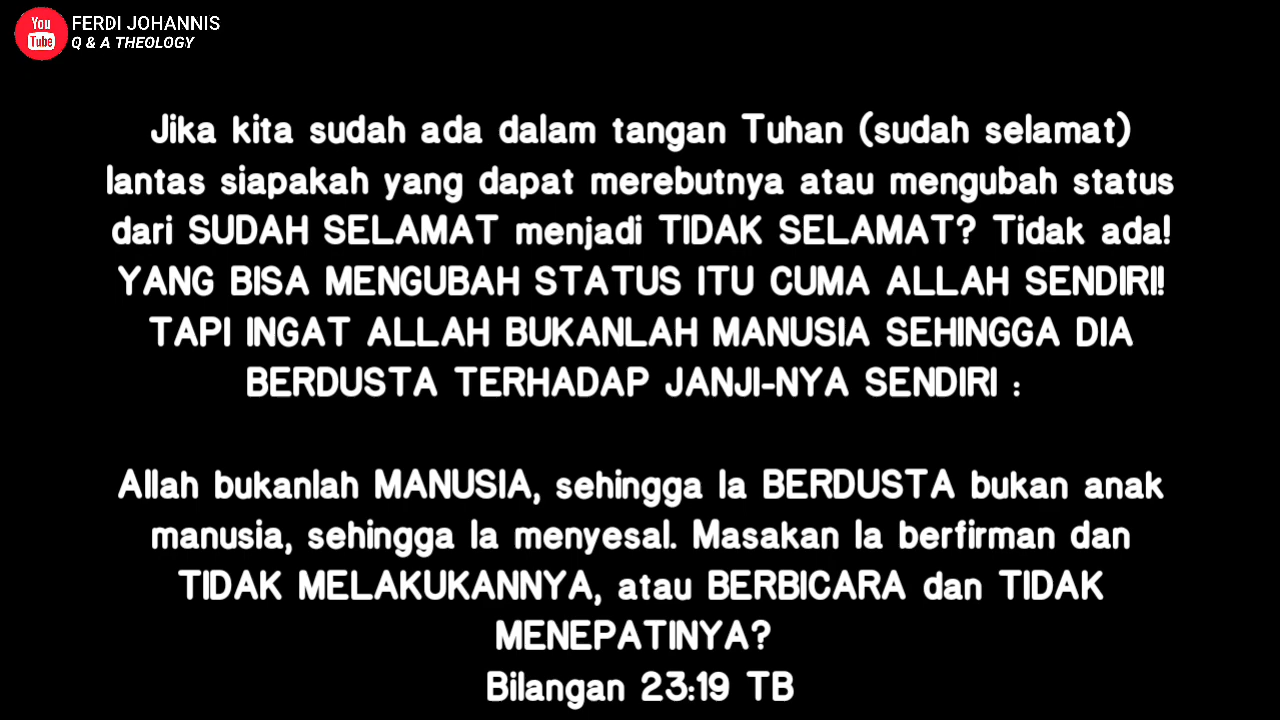 You
Tube
FERDI JOHANNIS
Q & A THEOLOGY
Jika kita sudah ada dalam tangan Tuhan (sudah selamat)
lantas siapakah yang dapat merebutnya atau mengubah status
dari SUDAH SELAMAT menjadi TIDAK SELAMAT? Tidak ada!
YANG BISA MENGUBAH STATUS ITU CUMA ALLAH SENDIRI!!
TAPI INGAT ALLAH BUKANLAH MANUSIA SEHINGGA DIA
BERDUSTA TERHADAP JANJI-NYA SENDIRI :
Allah bukanlah MANUSIA, sehingga Ia BERDUSTA bukan anak
manusia, sehingga Ia menyesal. Masakan Ia berfirman dan
TIDAK MELAKUKANNYA, atau BERBICARA dan TIDAK
MENEPATINYA?
Bilangan 23:19 TB